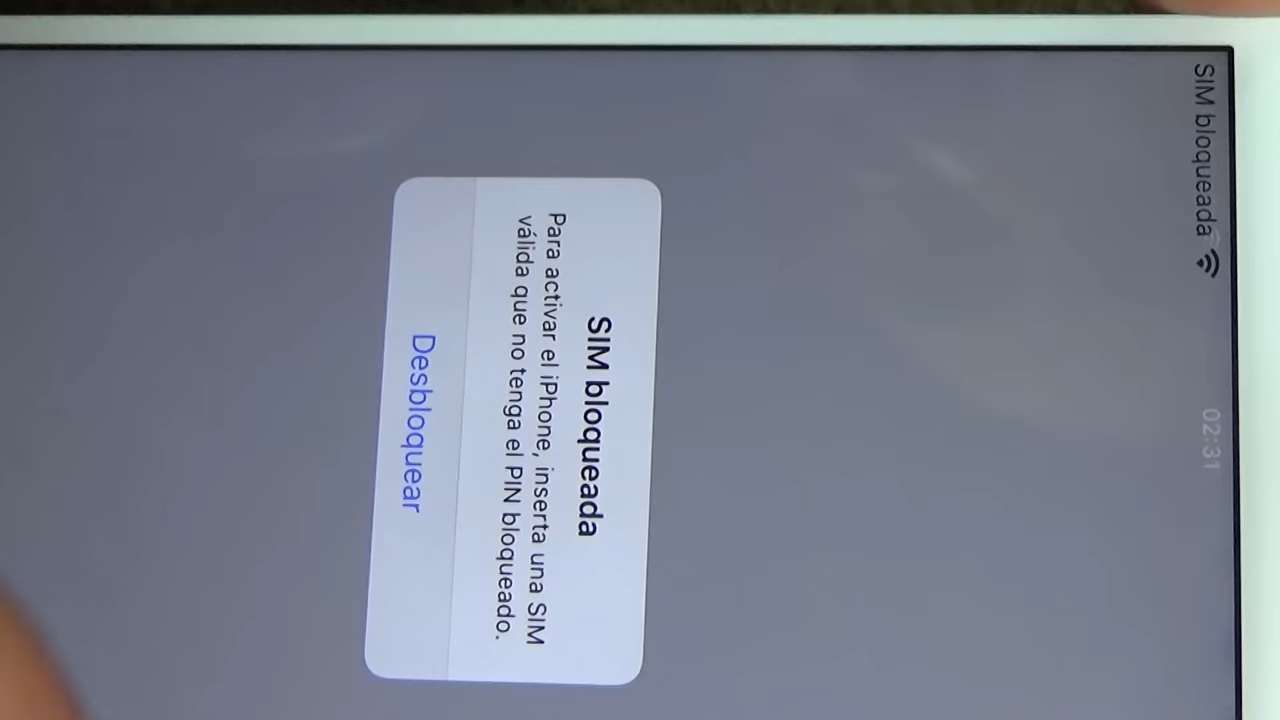 SIM bloqueada
02:31
SIM bloqueada
Para activar el iPhone, inserta una SIM
válida que no tenga el PIN bloqueado.
Desbloquear